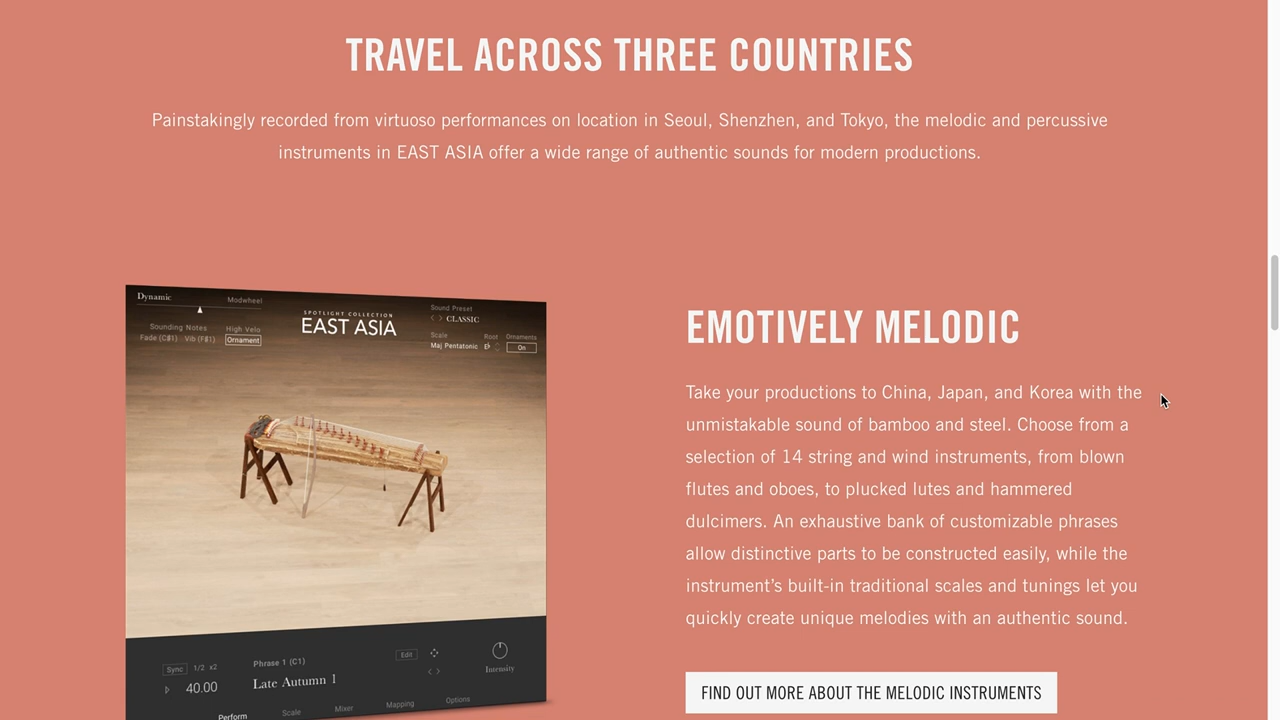 TRAVEL ACROSS THREE COUNTRIES
Painstakingly recorded from virtuoso performances on location in Seoul, Shenzhen, and Tokyo, the melodic and percussive
instruments in EAST ASIA offer a wide range of authentic sounds for modern productions.
Dynamic
Modwheel
Sounding Notes
High Velo
Fade (C#1) Vib (F#1)
Ornament
SPOTLIGHT COLLECTION
EAST ASIA
Sound Preset
CLASSIC
Scale
Root
Ornaments
Maj Pentatonic
Eb
On
Sync
1/2 x2
40.00
Phrase 1 (C1)
Late Autumn 1
Edit
Intensity
Perform
Scale
Mixer
Mapping
Options
EMOTIVELY MELODIC
Take your productions to China, Japan, and Korea with the
unmistakable sound of bamboo and steel. Choose from a
selection of 14 string and wind instruments, from blown
flutes and oboes, to plucked lutes and hammered
dulcimers. An exhaustive bank of customizable phrases
allow distinctive parts to be constructed easily, while the
instrument’s built-in traditional scales and tunings let you
quickly create unique melodies with an authentic sound.
FIND OUT MORE ABOUT THE MELODIC INSTRUMENTS